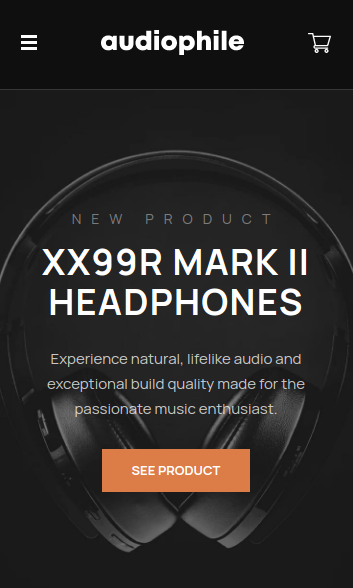 audiophile
NEW PRODUCT
XX99R MARK II
HEADPHONES
Experience natural, lifelike audio and
exceptional build quality made for the
passionate music enthusiast.
SEE PRODUCT